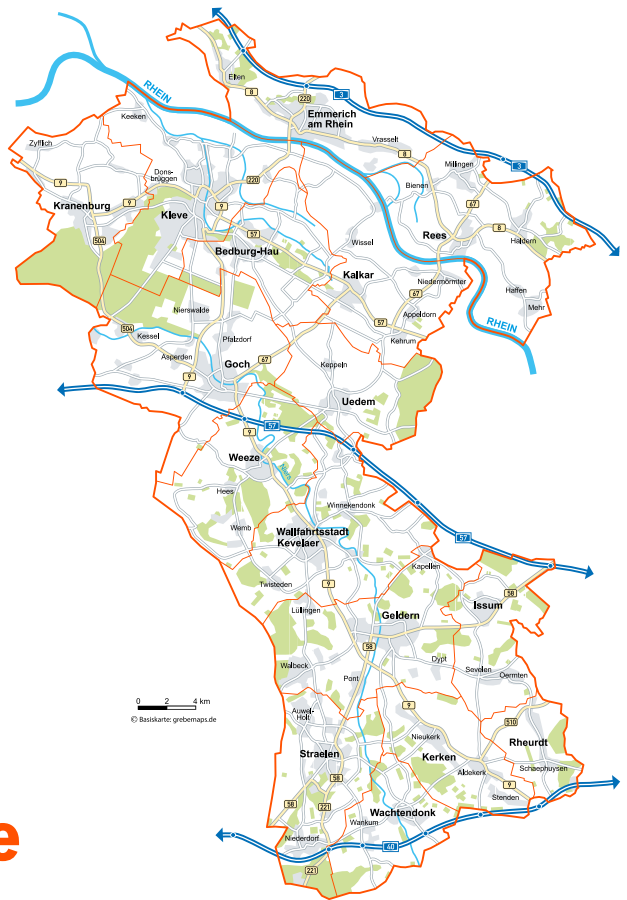 Elten
RHEIN
8
3
220
Emmerich
am Rhein
Keeken
Vrasselt
Zyfflich
8
Millingen
3
Dons-
brüggen
9
220
Bienen
67
Kranenburg
9
Kleve
9
57
Rees
8
504
Bedburg-Hau
Wissel
Haldern
Kalkar
Niedermörmter
67
Haffen
Mehr
Nierswalde
Appeldorn
504
Kessel
Pfalzdorf
57
RHEIN
Kehrum
Asperden
67
Goch
Keppeln
9
Uedem
57
9
Weeze
Niers
Hees
Winnekendonk
Wemb
Wallfahrtsstadt
Kevelaer
57
Kapellen
9
Twisteden
58
Lüllingen
Issum
Geldern
58
Dypt
Walbeck
Sevelen
Pont
Oermten
0 2 4 km
© Basiskarte: grebemaps.de
9
Auwel-
Holt
510
Nieukerk
Rheurdt
Straelen
Kerken
Schaephuysen
58
Aldekerk
9
Stenden
58
221
Wachtendonk
Wankum
Niederdorf
40
221
e